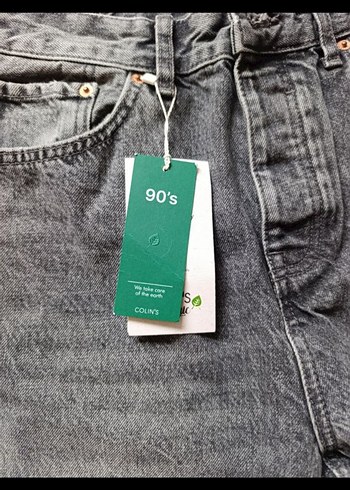 90's
We take care
of the earth
COLIN'S